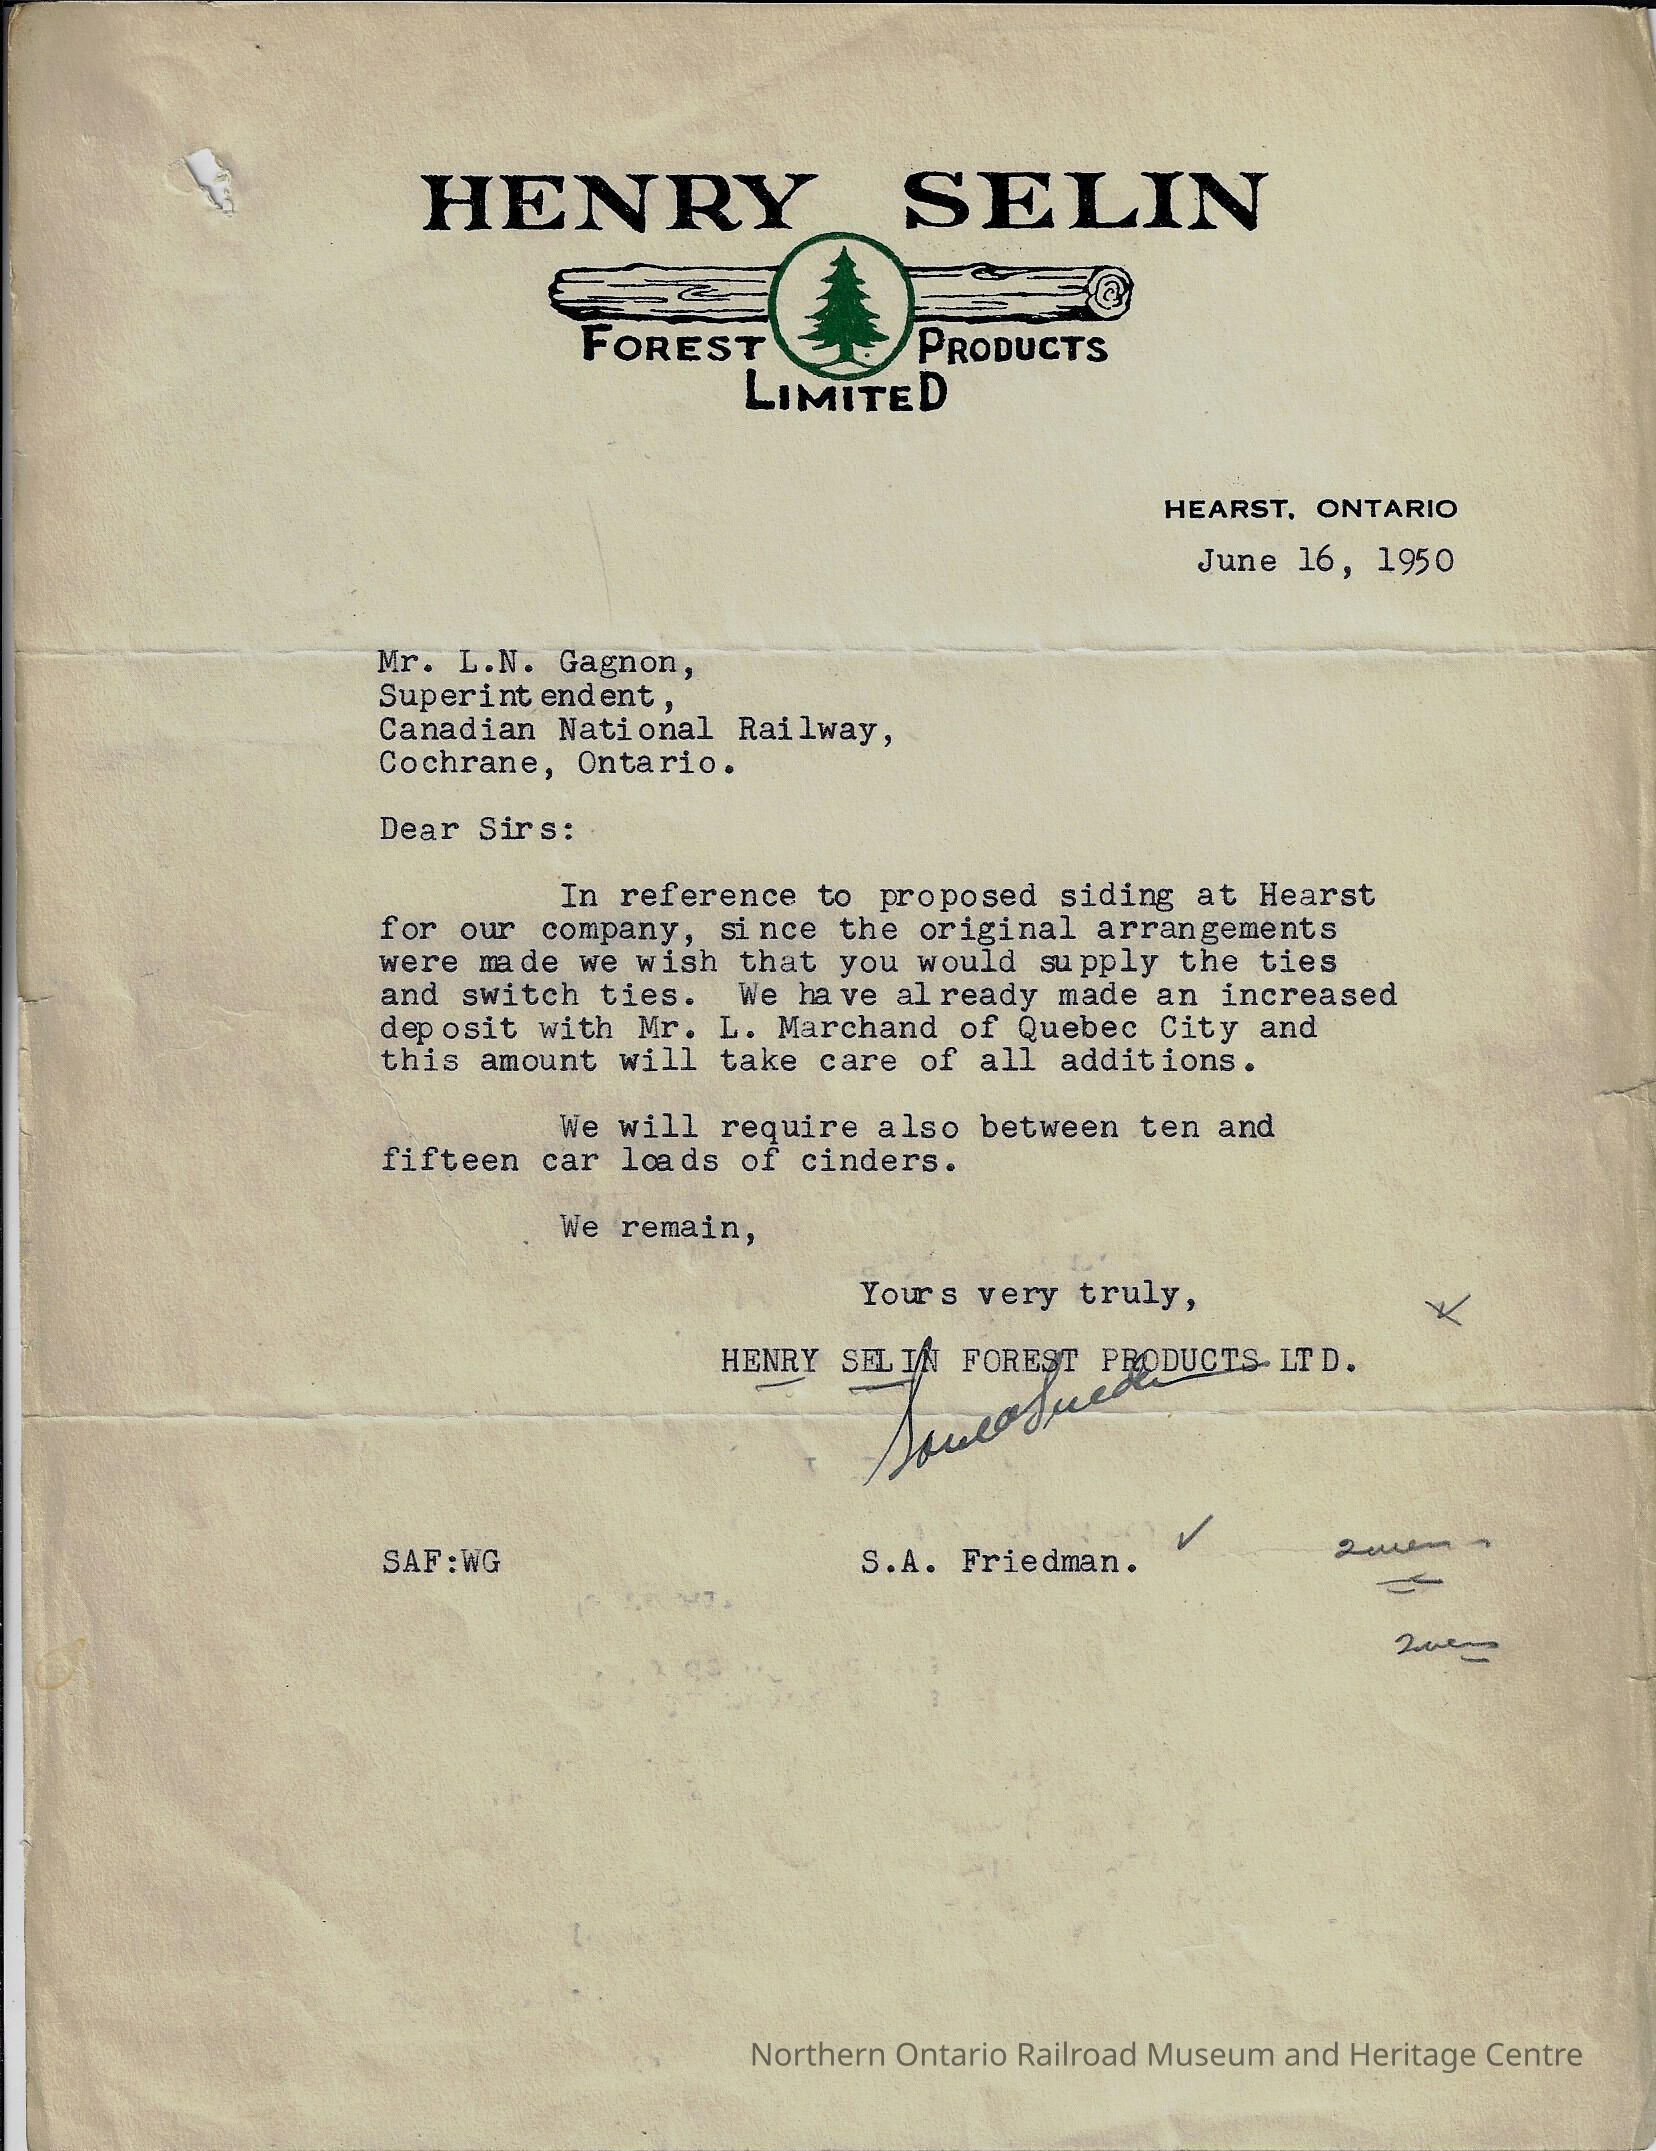 HENRY SELIN
FOREST PRODUCTS
LIMITED
HEARST, ONTARIO
June 16, 1950
Mr. L.N. Gagnon,
Superintendent,
Canadian National Railway,
Cochrane, Ontario.
Dear Sirs:
In reference to proposed siding at Hearst
for our company, since the original arrangements
were made we wish that you would supply the ties
and switch ties. We have already made an increased
deposit with Mr. L. Marchand of Quebec City and
this amount will take care of all additions.
We will require also between ten and
fifteen car loads of cinders.
We remain,
Yours very truly,
HENRY SELIN FOREST PRODUCTS LTD.
SAF:WG S.A. Friedman.
Northern Ontario Railroad Museum and Heritage Centre